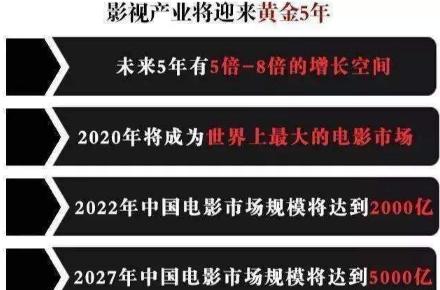 影视产业将迎来黄金5年
未来5年有5倍-8倍的增长空间
2020年将成为世界上最大的电影市场
2022年中国电影市场规模将达到2000亿
2027年中国电影市场规模将达到5000亿